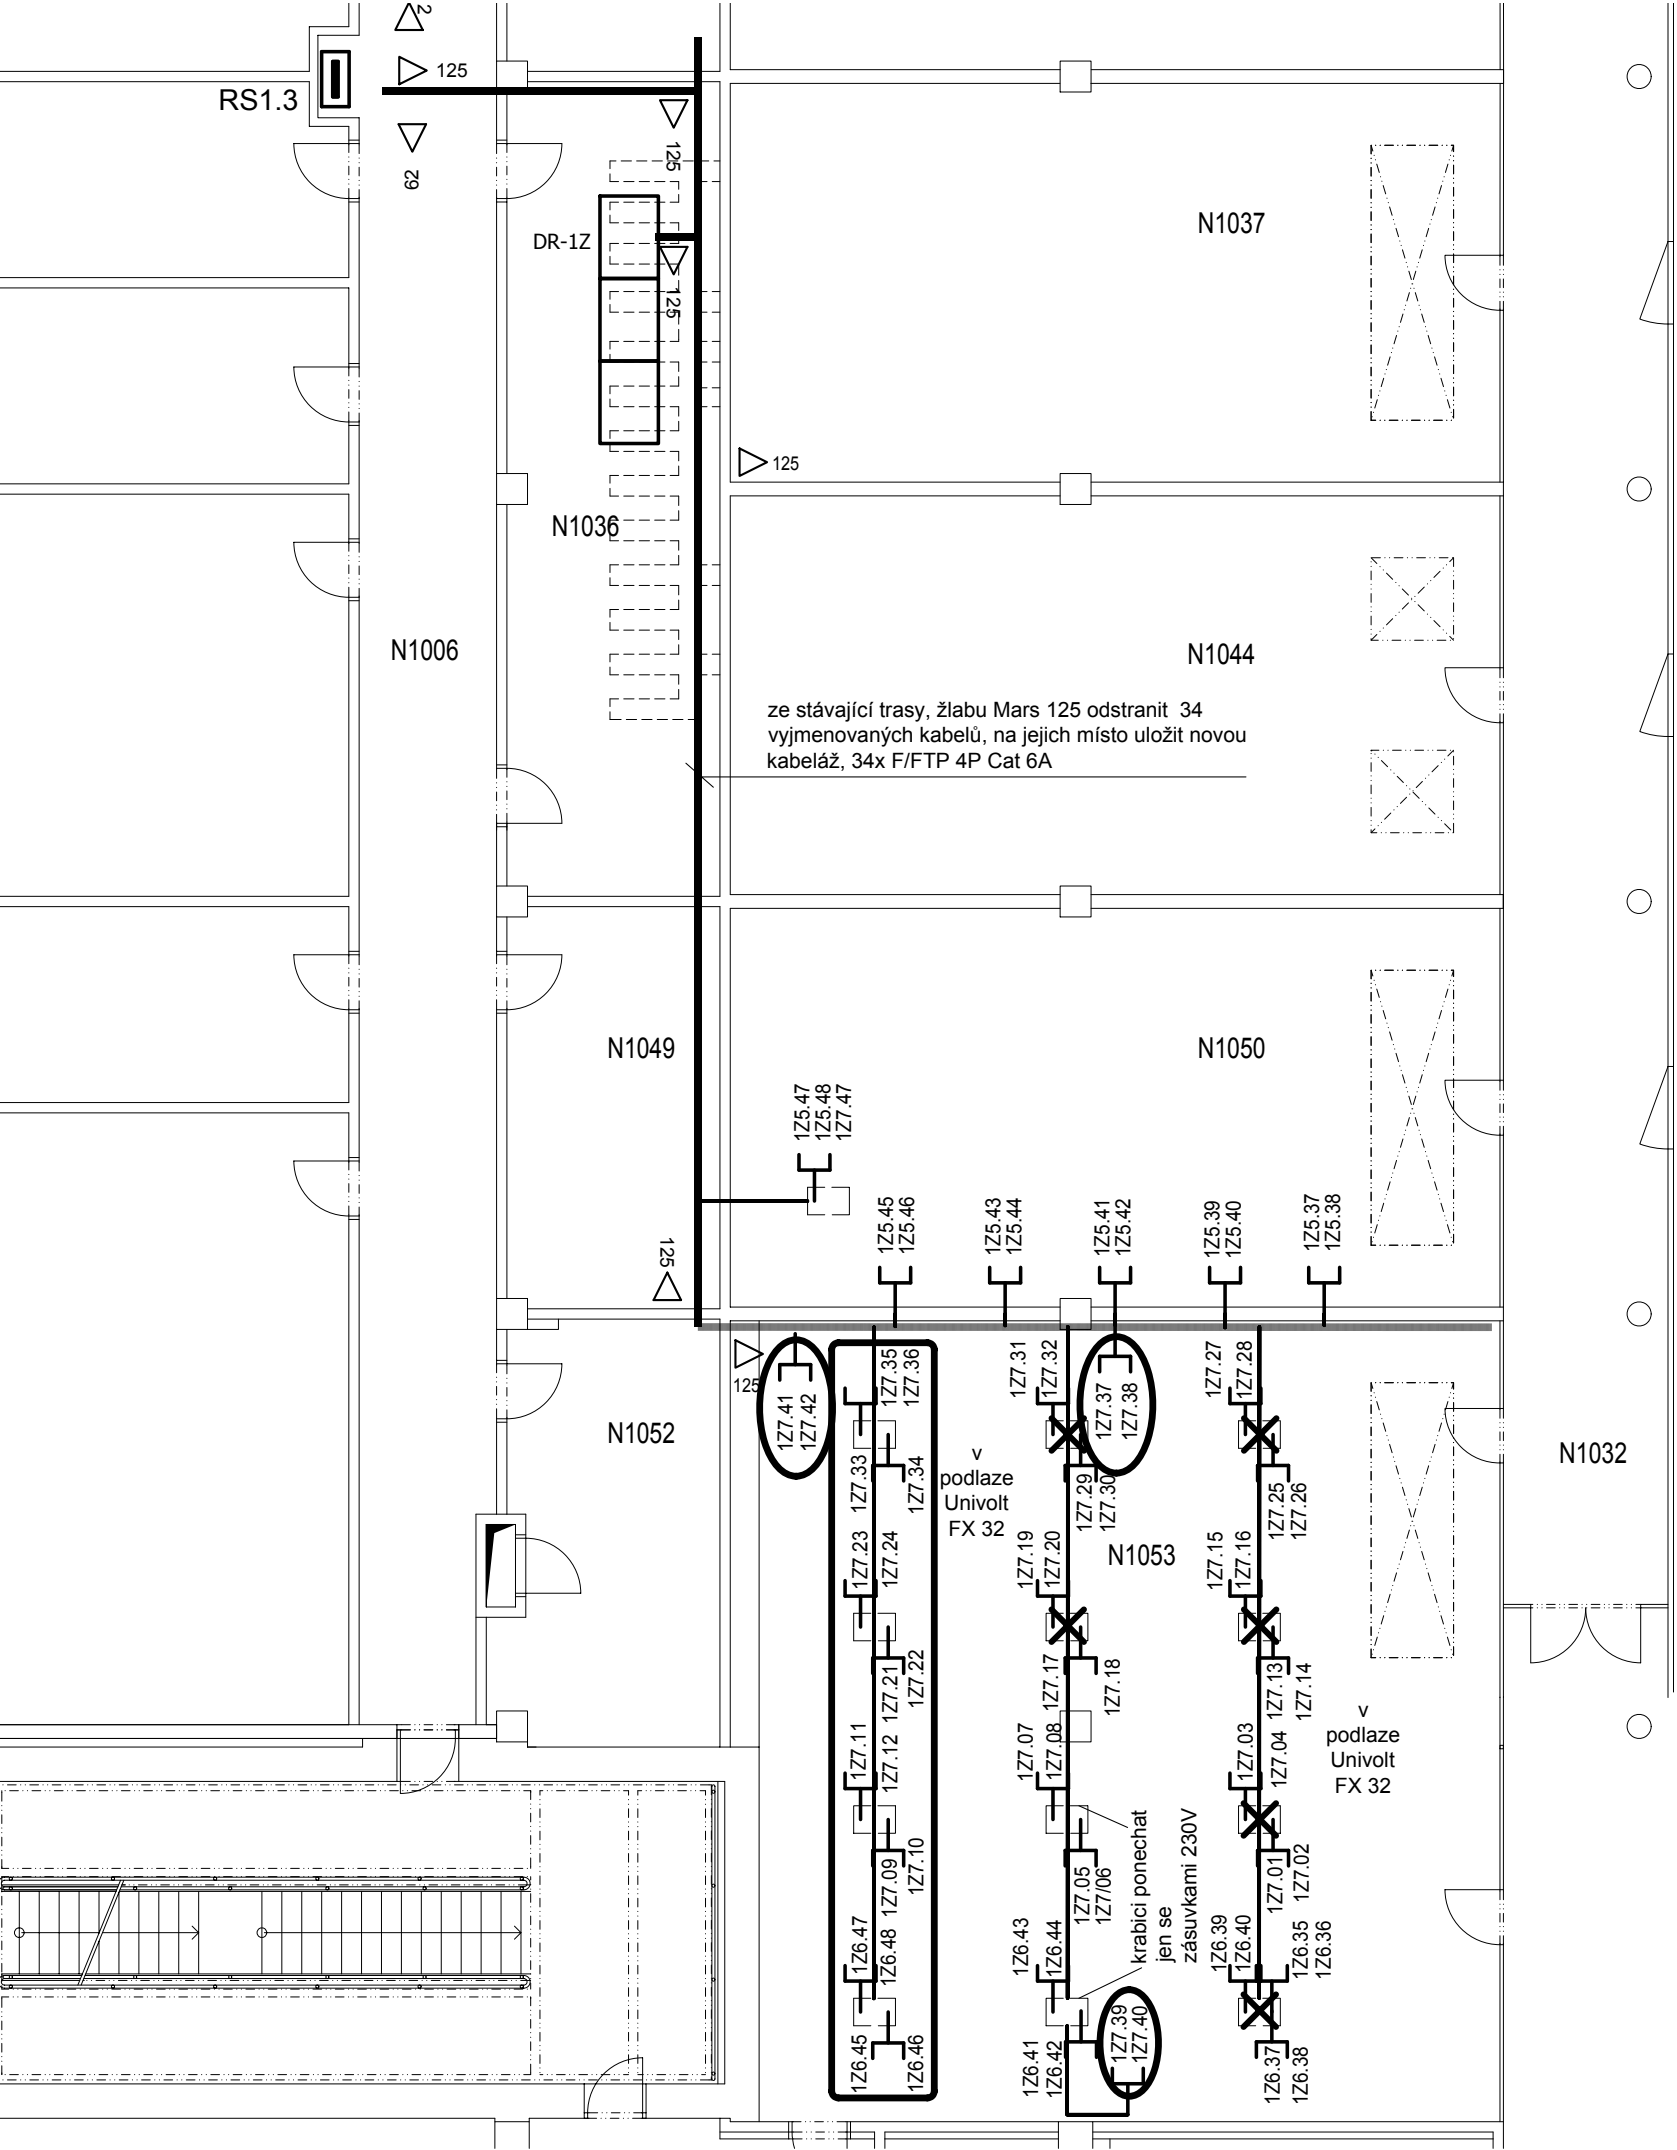 2
125
RS1.3
62
125
DR-1Z
125
N1037
125
N1036
N1006
N1044
ze stávající trasy, žlabu Mars 125 odstranit 34
vyjmenovaných kabelů, na jejich místo uložit novou
kabeláž, 34x F/FTP 4P Cat 6A
N1049
N1050
1Z5.47
1Z5.48
1Z7.47
1Z5.45
1Z5.46
1Z5.43
1Z5.44
1Z5.41
1Z5.42
1Z5.39
1Z5.40
1Z5.37
1Z5.38
125
125
1Z7.41
1Z7.42
1Z7.35
1Z7.36
1Z7.31
1Z7.32
1Z7.37
1Z7.38
1Z7.27
1Z7.28
N1052
N1032
1Z7.33
1Z7.34
v
podlaze
Univolt
FX 32
1Z7.29
1Z7.30
1Z7.25
1Z7.26
1Z7.23
1Z7.24
1Z7.19
1Z7.20
N1053
1Z7.15
1Z7.16
1Z7.21
1Z7.22
1Z7.17
1Z7.18
1Z7.13
1Z7.14
1Z7.11
1Z7.12
1Z7.07
1Z7.08
1Z7.03
1Z7.04
v
podlaze
Univolt
FX 32
1Z7.09
1Z7.10
1Z7.05
1Z7/06
krabici ponechat
jen se
zásuvkami 230V
1Z7.01
1Z7.02
1Z6.47
1Z6.48
1Z6.43
1Z6.44
1Z6.39
1Z6.40
1Z6.35
1Z6.36
1Z6.45
1Z6.46
1Z6.41
1Z6.42
1Z7.39
1Z7.40
1Z6.37
1Z6.38